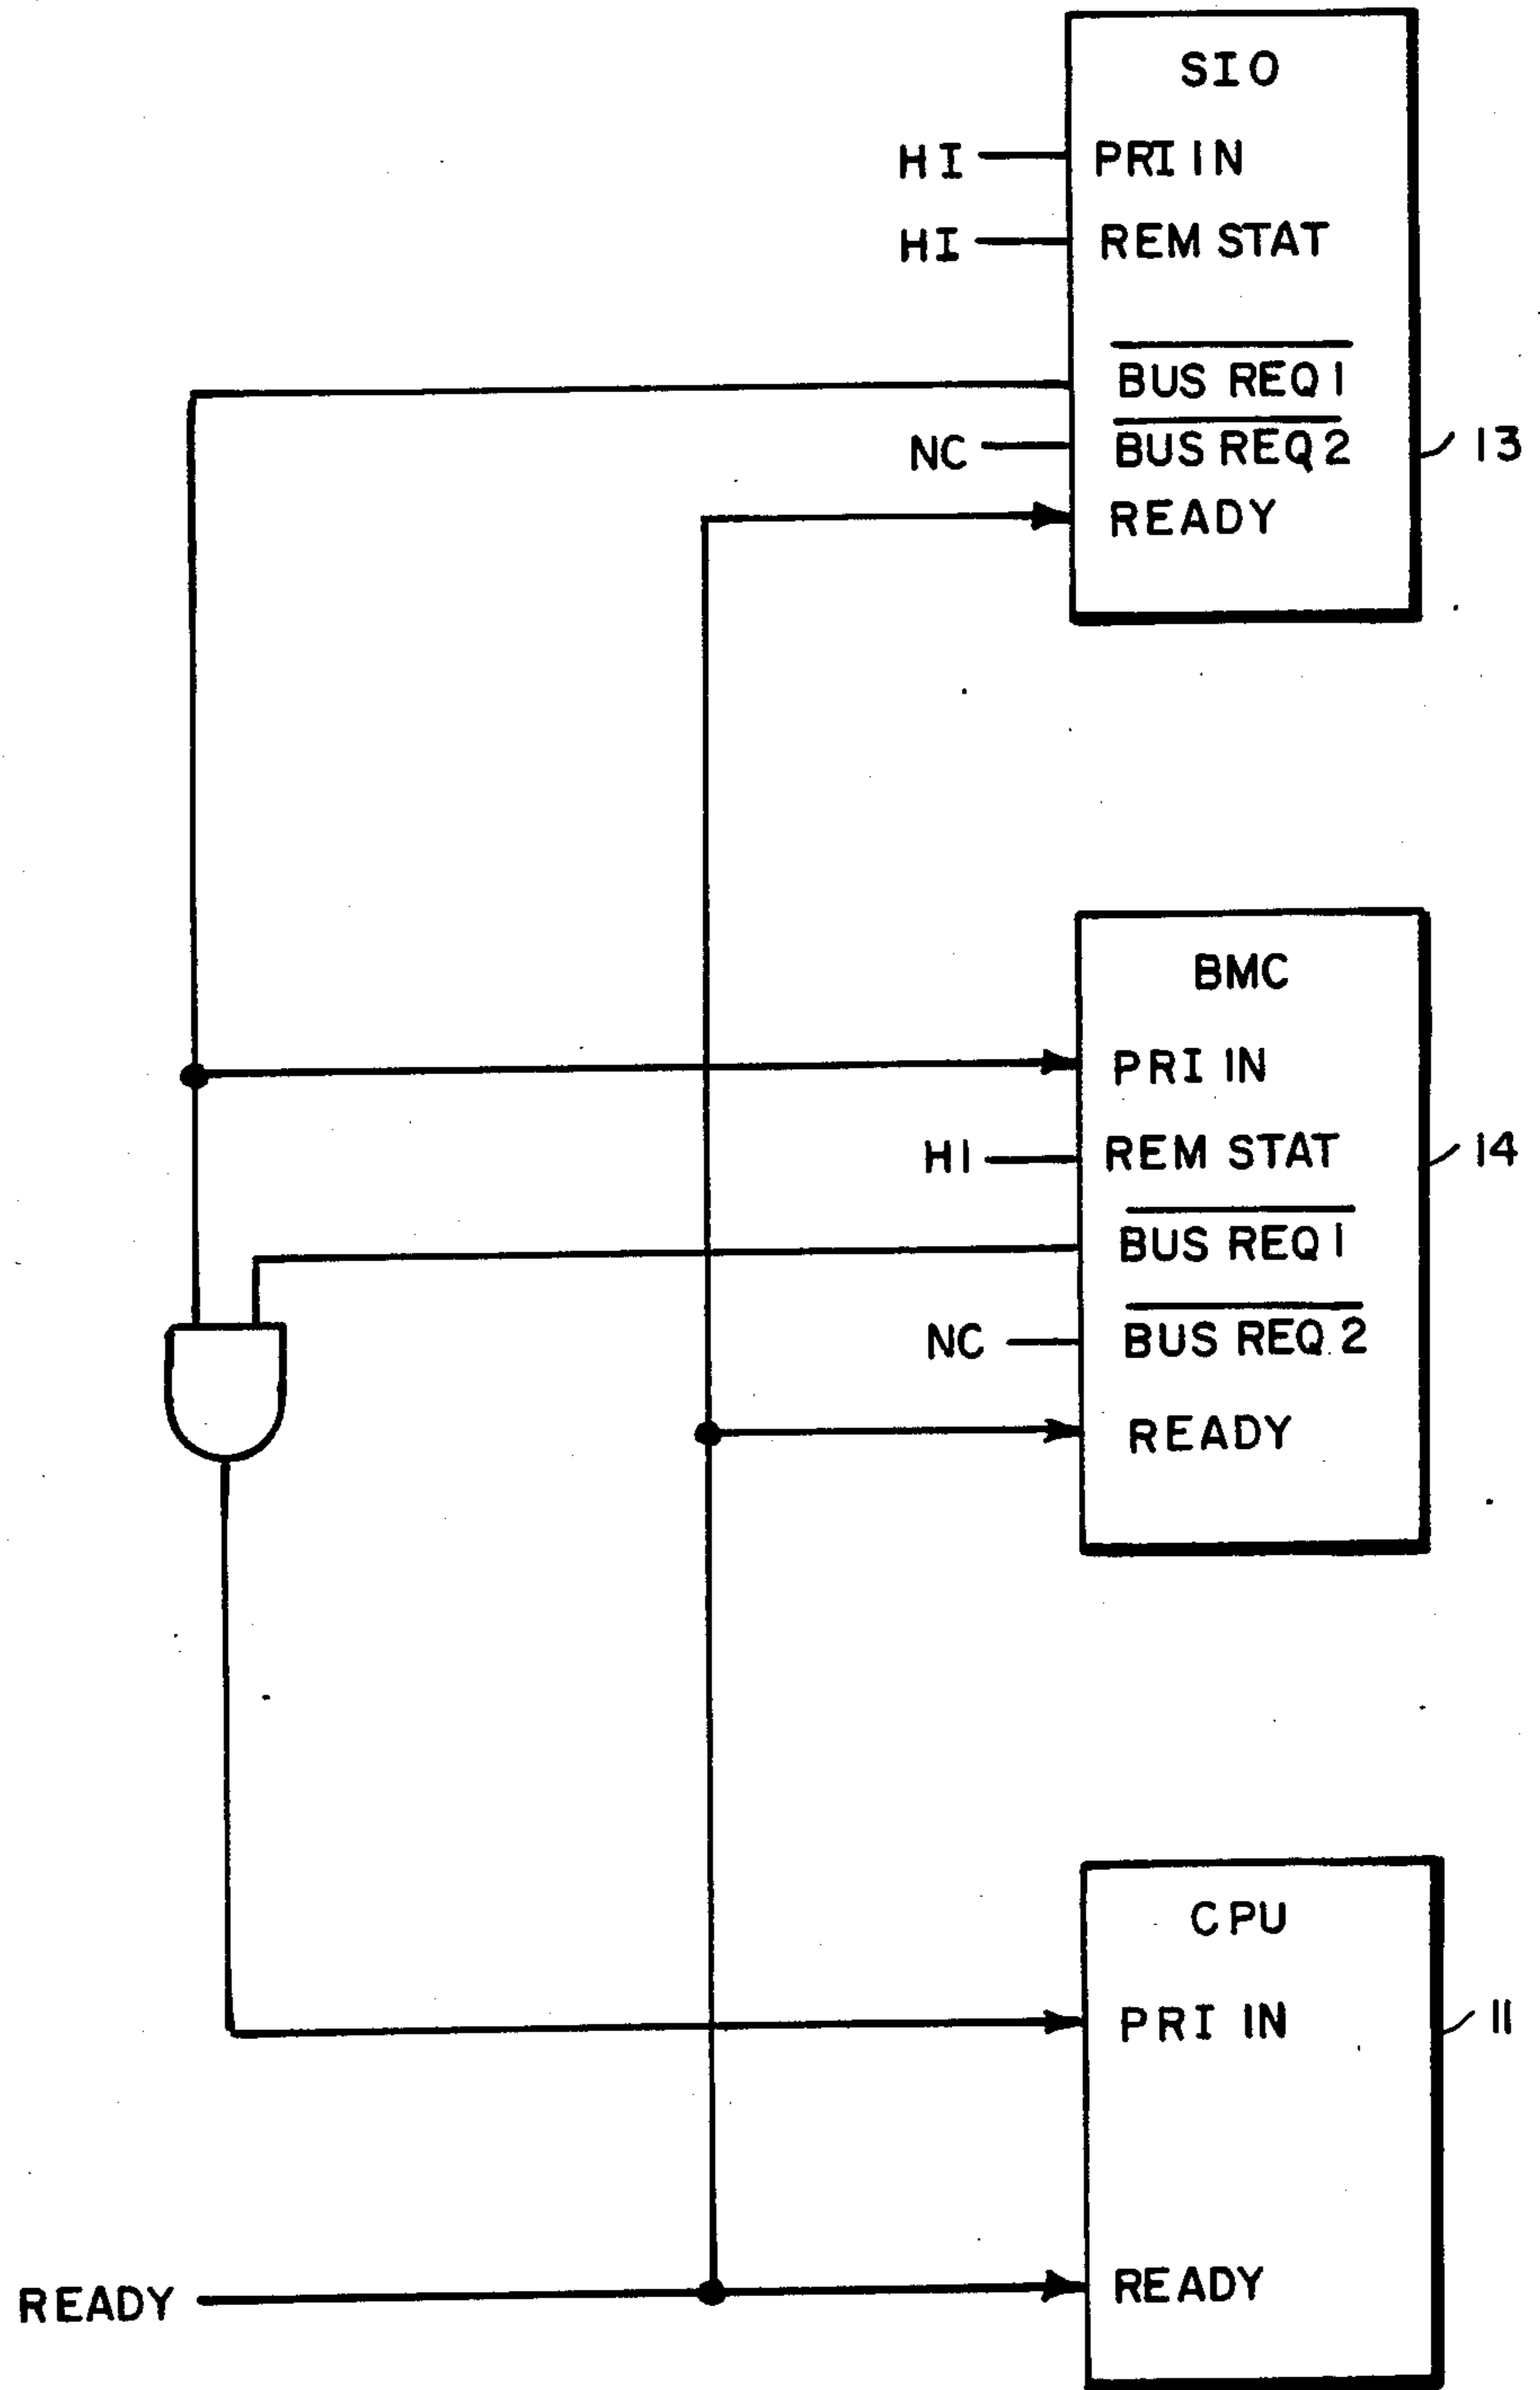 SIO
HI PRI IN
HI REM STAT
BUS REQ 1
NC BUS REQ 2
13
READY
BMC
PRI IN
HI REM STAT
14
BUS REQ 1
NC BUS REQ 2
READY
CPU
PRI IN
11
READY READY